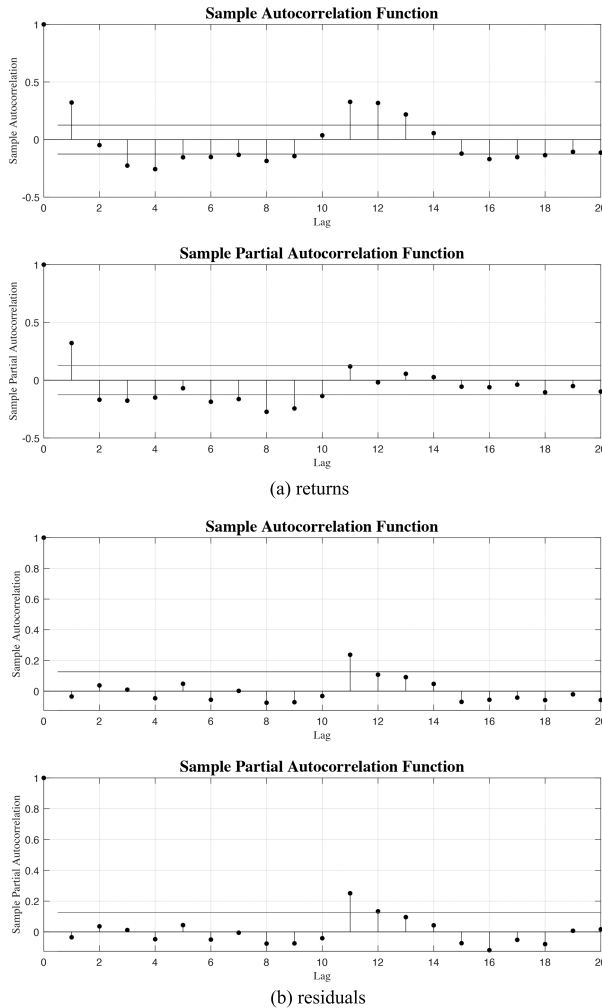 Sample Autocorrelation Function
Sample Autocorrelation
1
0.5
0
-0.5
0 2 4 6 8 10 12 14 16 18 20
Lag
Sample Partial Autocorrelation Function
Sample Partial Autocorrelation
1
0.5
0
-0.5
0 2 4 6 8 10 12 14 16 18 20
Lag
(a) returns
Sample Autocorrelation Function
Sample Autocorrelation
1
0.8
0.6
0.4
0.2
0
0 2 4 6 8 10 12 14 16 18 20
Lag
Sample Partial Autocorrelation Function
Sample Partial Autocorrelation
1
0.8
0.6
0.4
0.2
0
0 2 4 6 8 10 12 14 16 18 20
Lag
(b) residuals